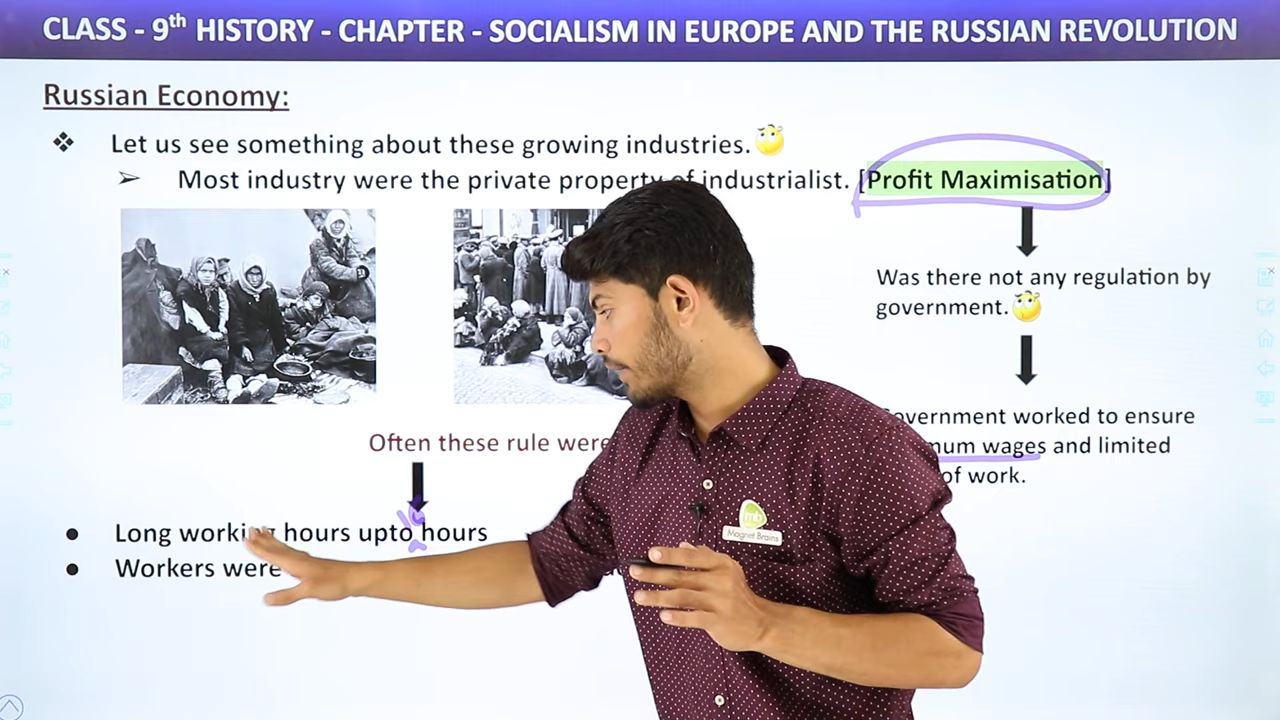 CLASS - 9th HISTORY - CHAPTER - SOCIALISM IN EUROPE AND THE RUSSIAN REVOLUTION
Russian Economy:
❖ Let us see something about these growing industries.
➢ Most industry were the private property of industrialist. [Profit Maximisation]
Was there not any regulation by
government.
Government worked to ensure
wages and limited
of work.
Often these rule were
● Long working hours upto hours
● Workers were
mb
Magnet Brains